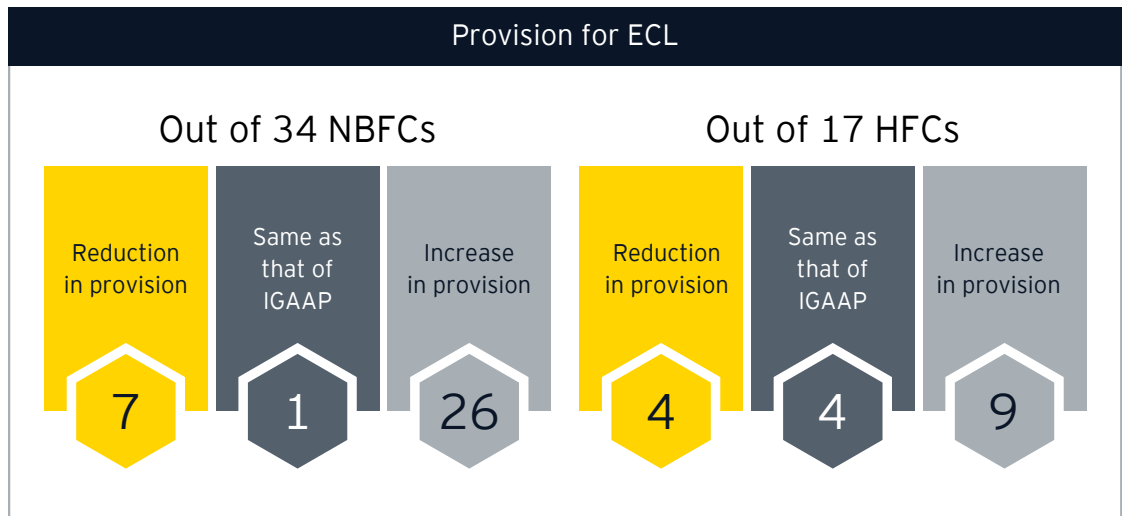 Provision for ECL
Out of 34 NBFCs
Reduction
in provision
7
Same as
that of
IGAAP
1
Increase
in provision
26
Out of 17 HFCs
Reduction
in provision
4
Same as
that of
IGAAP
4
Increase
in provision
9